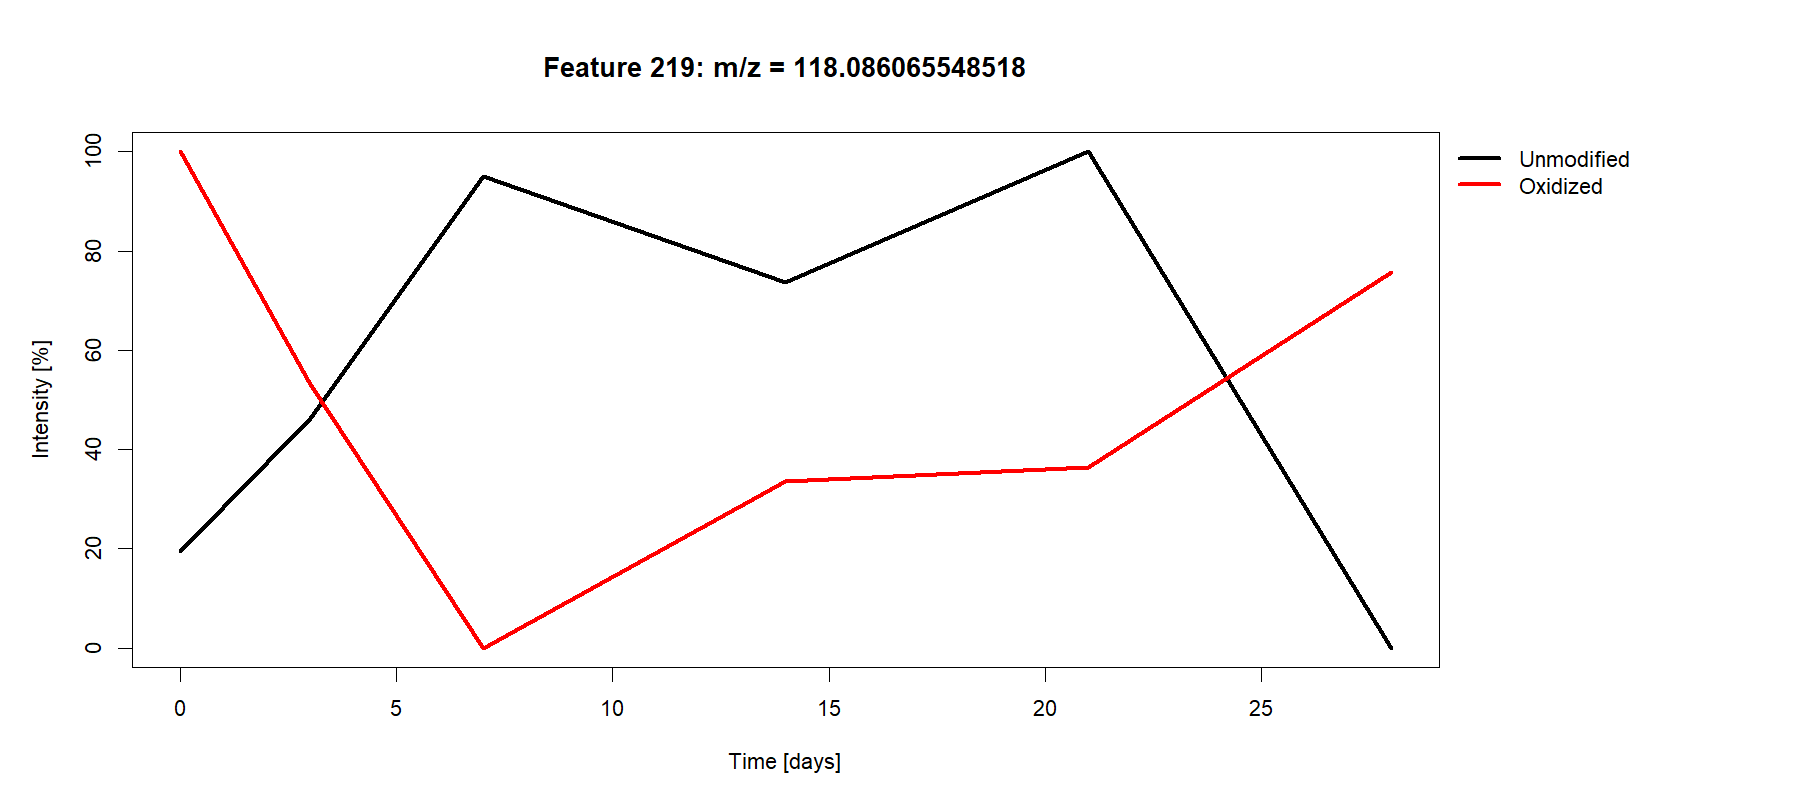 Feature 219: m/z = 118.086065548518
Unmodified
Oxidized
Intensity [%]
100
80
60
40
20
0
0 5 10 15 20 25
Time [days]